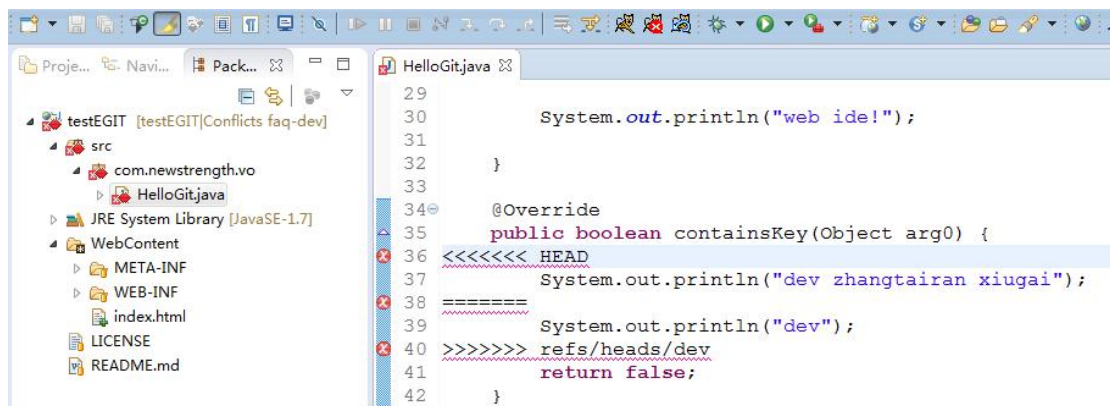 Proje...
Navi...
Pack...
testEGIT [testEGIT|Conflicts faq-dev]
src
com.newstrength.vo
HelloGit.java
JRE System Library [JavaSE-1.7]
WebContent
META-INF
WEB-INF
index.html
LICENSE
README.md
HelloGit.java
29
30 System.out.println("web ide!");
31
32 }
33
34 @Override
35 public boolean containsKey(Object arg0) {
36 <<<<<<< HEAD
37 System.out.println("dev zhangtairan xiugai");
38 =======
39 System.out.println("dev");
40 >>>>>>> refs/heads/dev
41 return false;
42 }